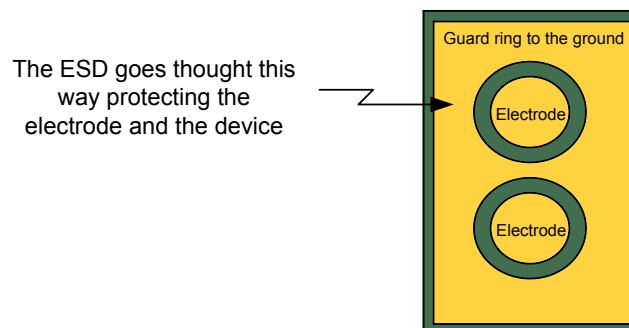 Guard ring to the ground
The ESD goes thought this
way protecting the
electrode and the device
Electrode
Electrode